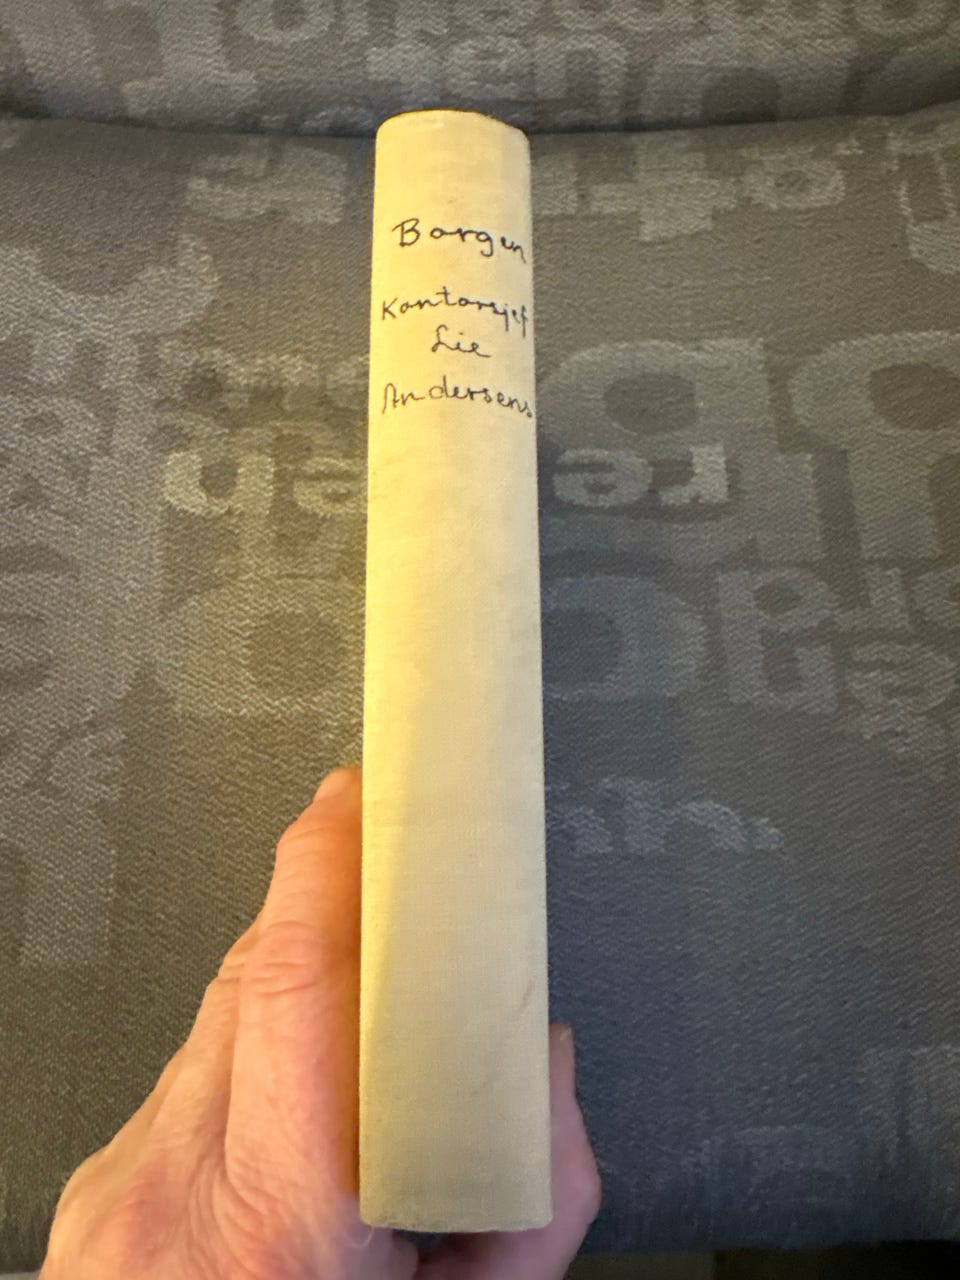 Borgen
Kontorsjef
Lie
Andersens